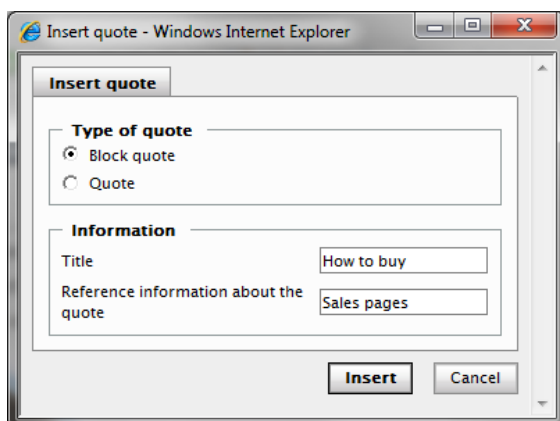 Insert quote - Windows Internet Explorer
Insert quote
Type of quote
Block quote
Quote
Information
Title How to buy
Reference information about the
quote Sales pages
Insert Cancel